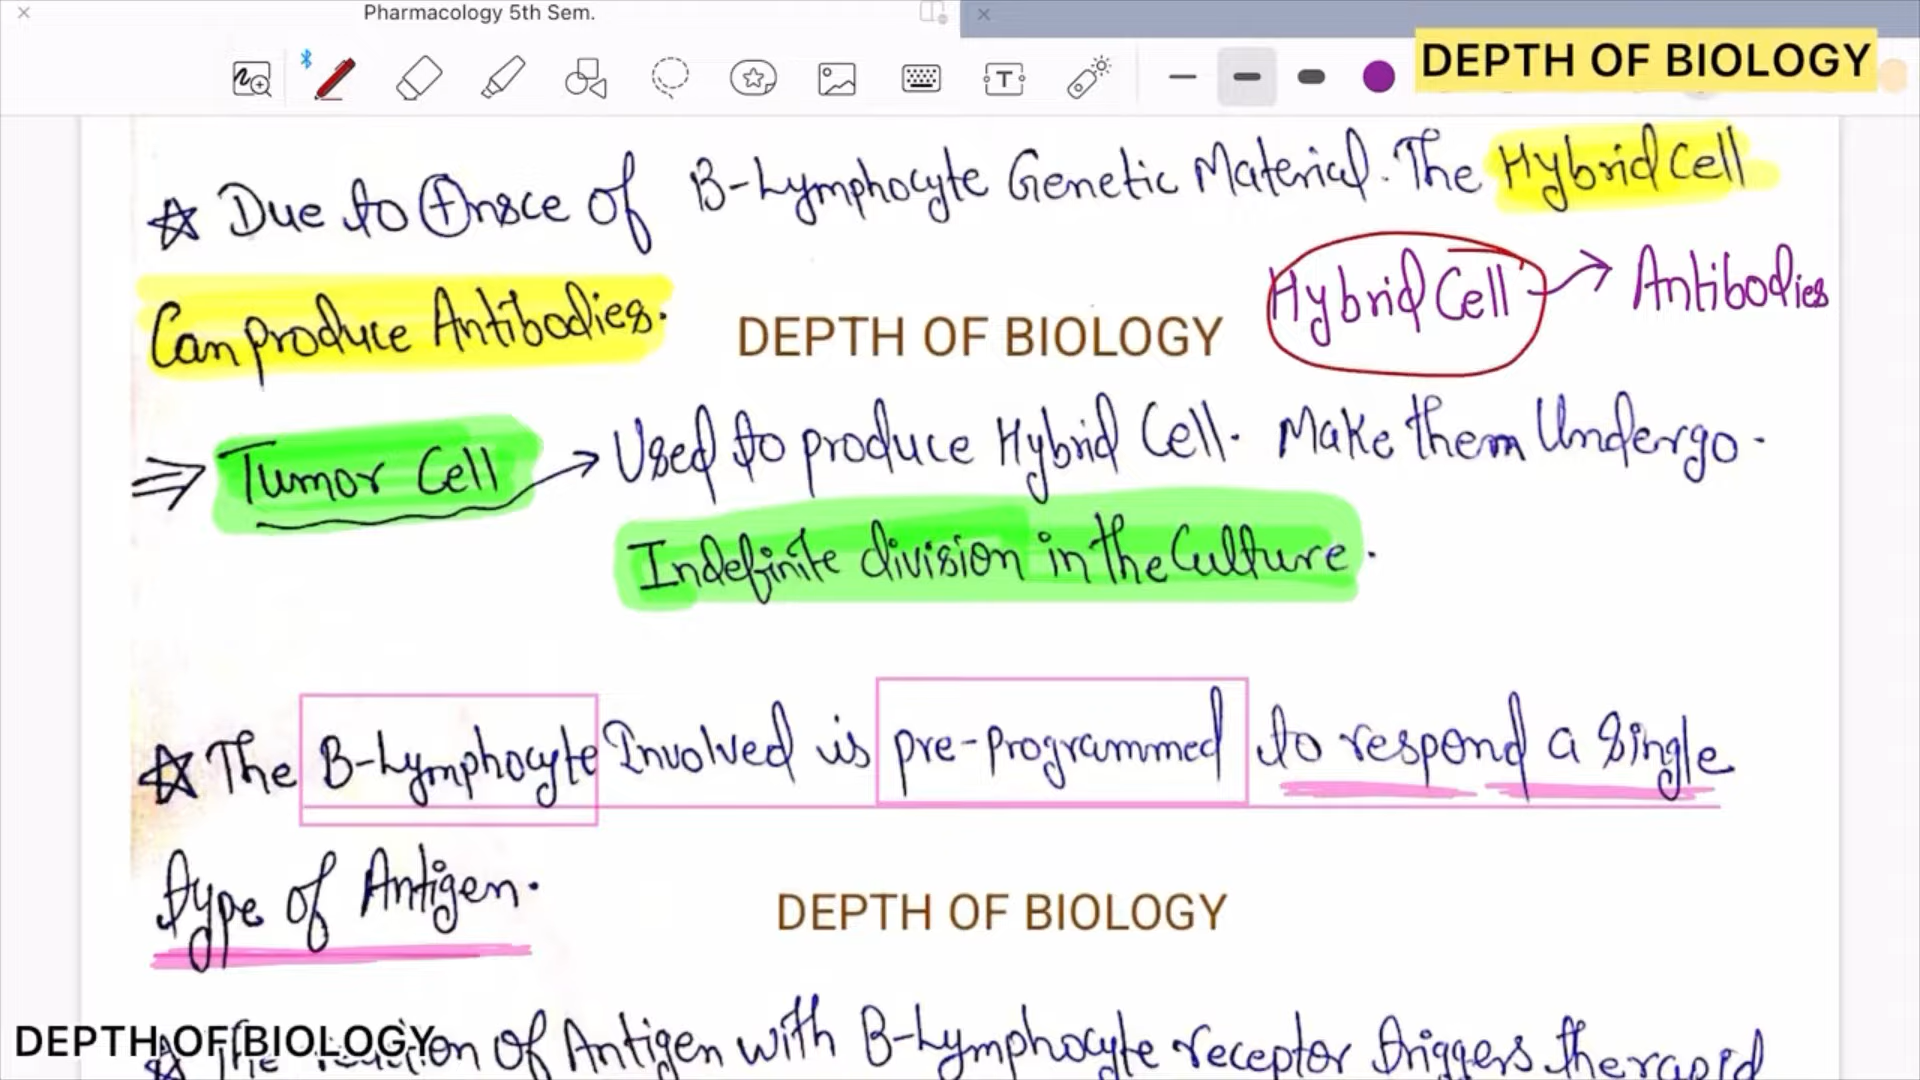 Pharmacology 5th Sem.
DEPTH OF BIOLOGY
☆ Due to of B-Lymphocyte Genetic Material. The Hybrid Cell
Hybrid Cell → Antibodies
Can produce Antibodies.
DEPTH OF BIOLOGY
⇒ Tumor Cell → Used to produce Hybrid Cell. Make them Undergo.
Indefinite division in the Culture.
☆ The B-Lymphocyte Involved is pre-programmed to respond a Single
type of Antigen.
DEPTH OF BIOLOGY
DEPTH OF BIOLOGY
☆ The of Antigen with B-Lymphocyte receptor triggers the rapid